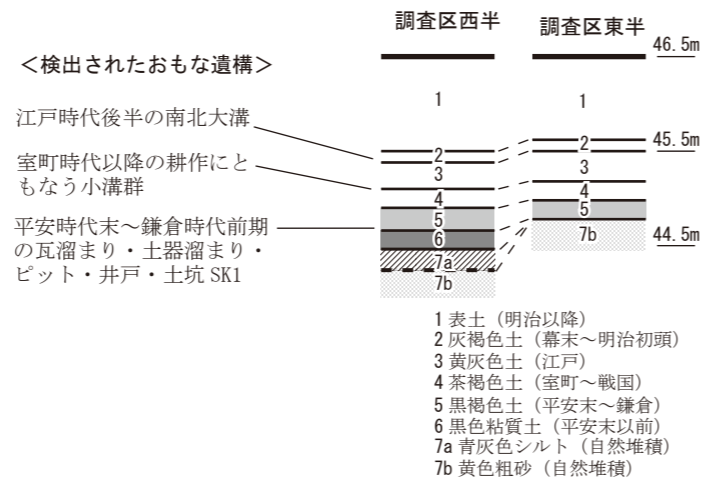 調査区西半
調査区東半
46.5m
＜検出されたおもな遺構＞
1
1
江戸時代後半の南北大溝
2
2
45.5m
3
3
室町時代以降の耕作にと
もなう小溝群
4
4
5
5
平安時代末～鎌倉時代前期
の瓦溜まり・土器溜まり・
ピット・井戸・土坑 SK1
6
7b
44.5m
7a
7b
1 表土（明治以降）
2 灰褐色土（幕末～明治初頭）
3 黄灰色土（江戸）
4 茶褐色土（室町～戦国）
5 黒褐色土（平安末～鎌倉）
6 黒色粘質土（平安末以前）
7a 青灰色シルト（自然堆積）
7b 黄色粗砂（自然堆積）